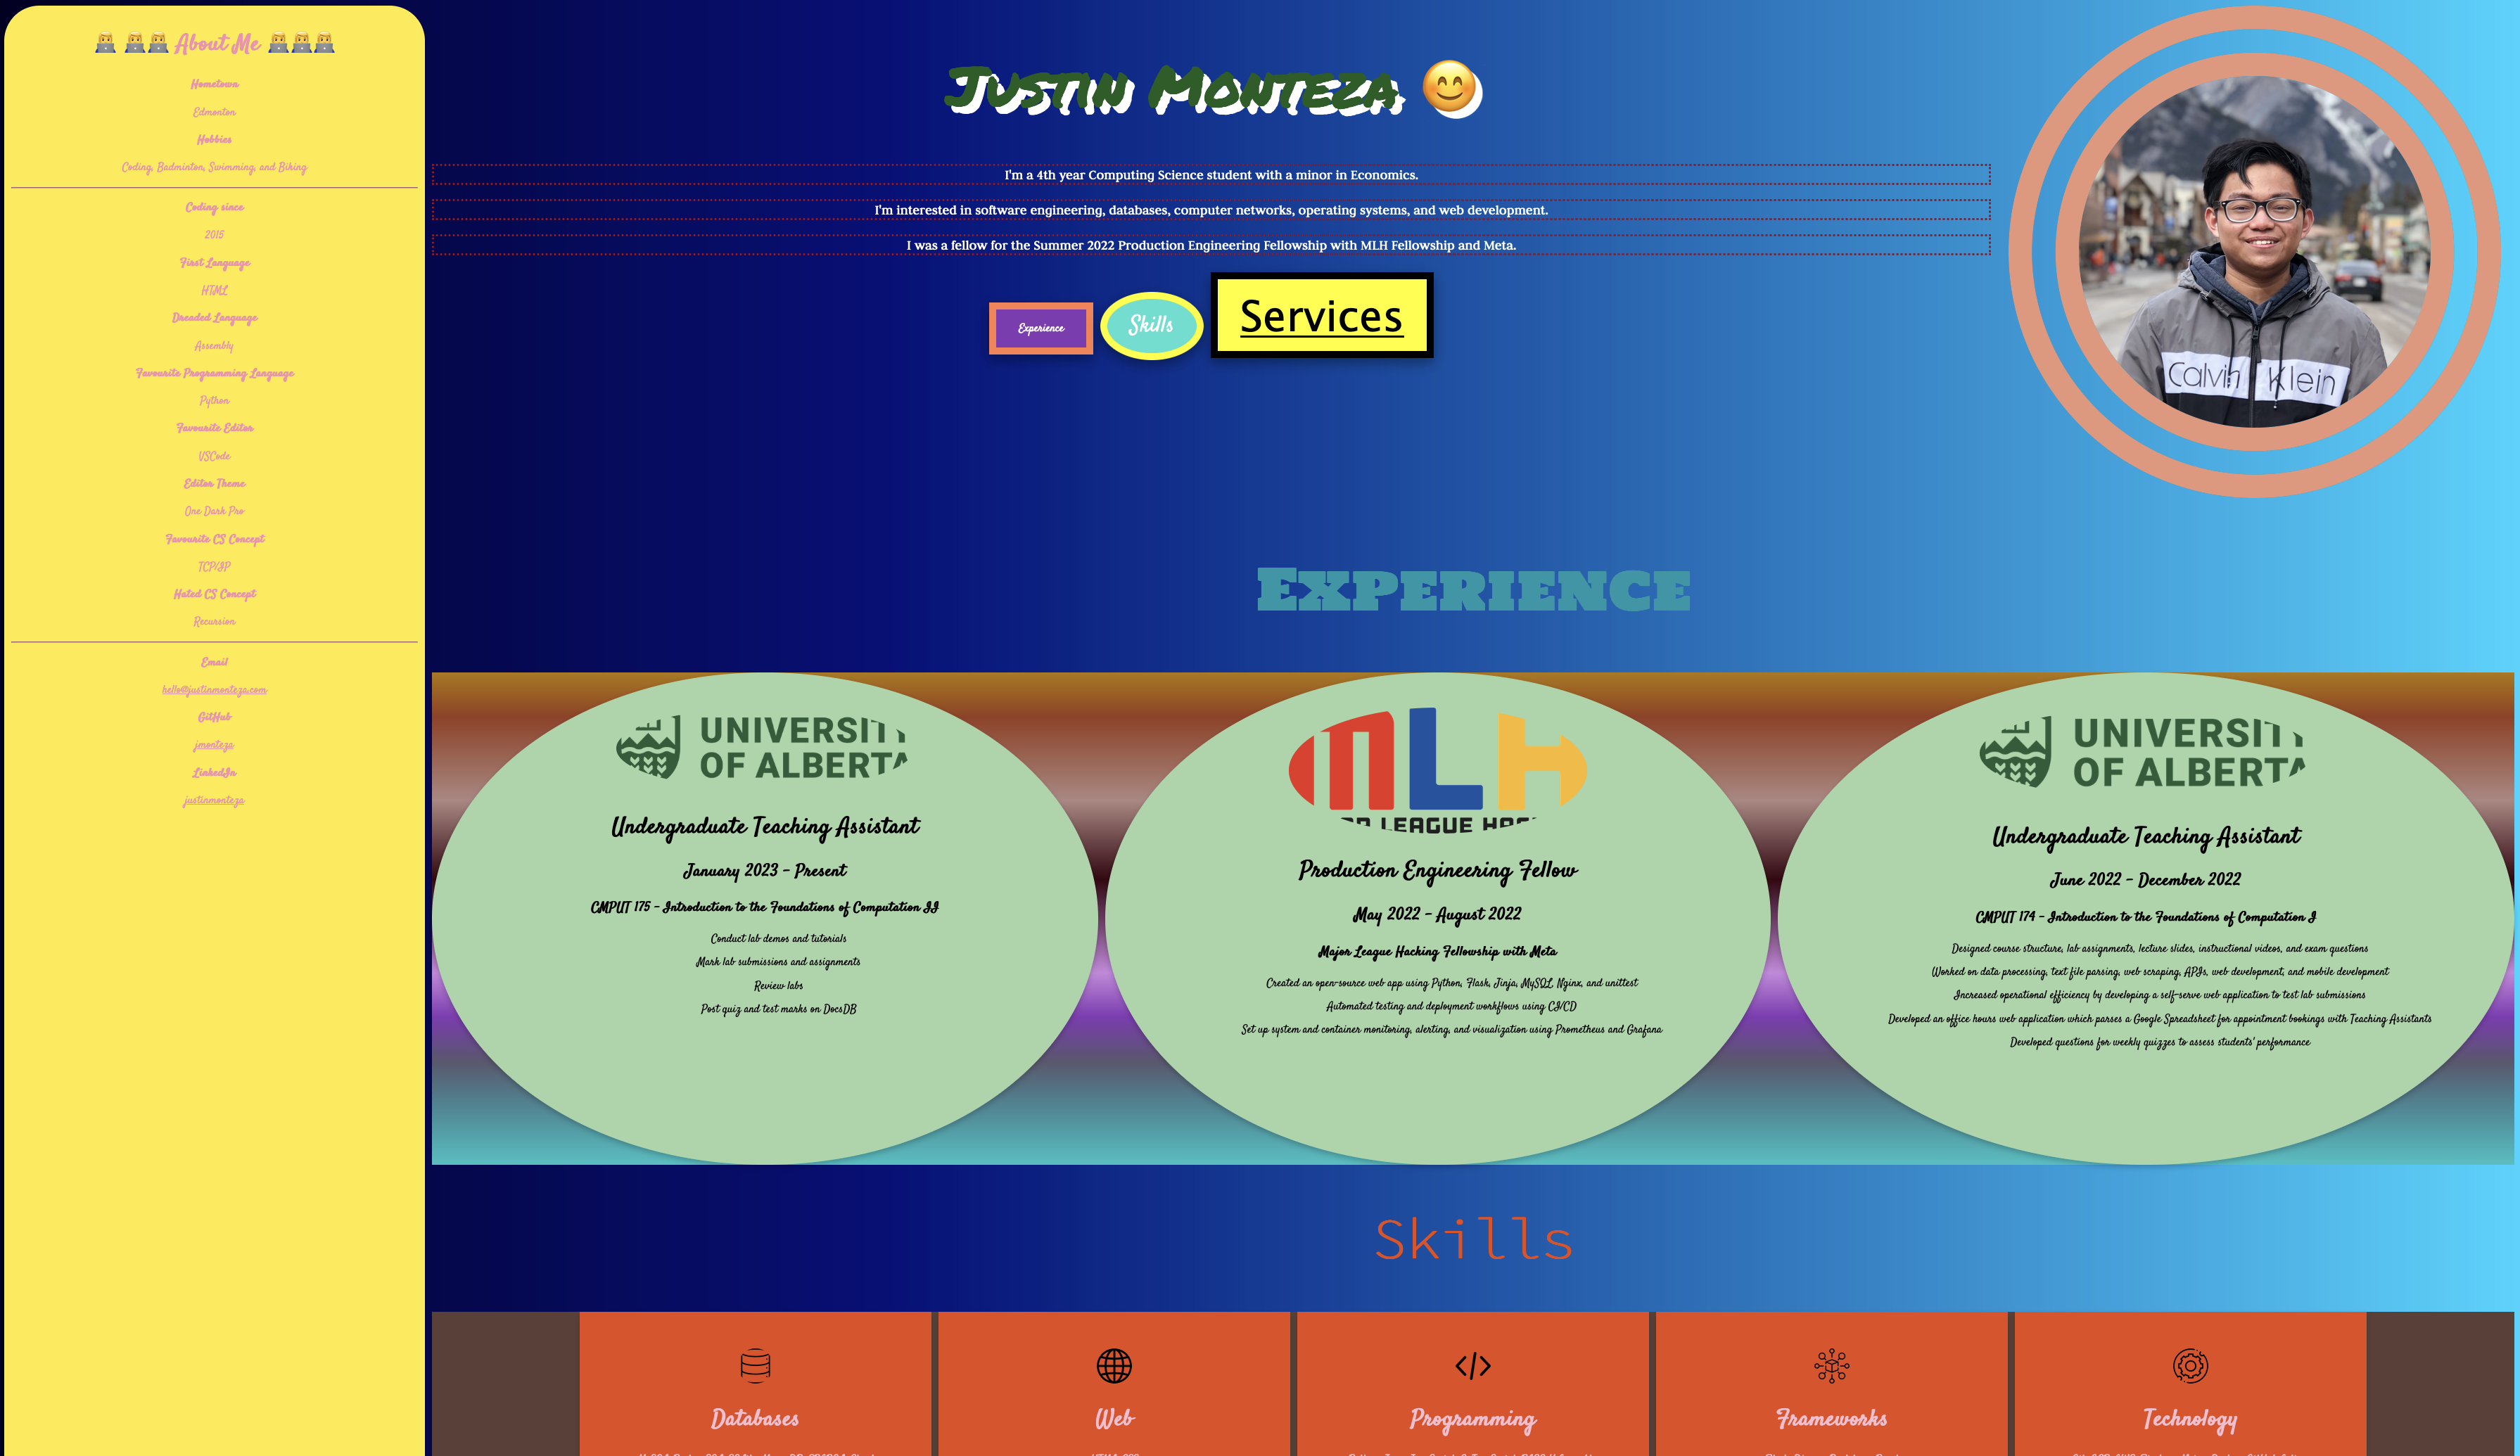 About Me
Hometown
Edmonton
Hobbies
Coding, Badminton, Swimming, and Biking
Coding since
2015
First Language
HTML
Dreaded Language
Assembly
Favourite Programming Language
Python
Favourite Editor
VSCode
Editor Theme
One Dark Pro
Favourite CS Concept
TCP/IP
Hated CS Concept
Recursion
Email
hello@justinmonteza.com
GitHub
jmonteza
LinkedIn
justinmonteza
Justin Monteza 😊
I'm a 4th year Computing Science student with a minor in Economics.
I'm interested in software engineering, databases, computer networks, operating systems, and web development.
I was a fellow for the Summer 2022 Production Engineering Fellowship with MLH Fellowship and Meta.
Experience
Skills
Services
Calvin Klein
Experience
UNIVERSITY
OF ALBERTA
Undergraduate Teaching Assistant
January 2023 - Present
CMPUT 175 - Introduction to the Foundations of Computation II
Conduct lab demos and tutorials
Mark lab submissions and assignments
Review labs
Post quiz and test marks on DocsDB
MLH
LEAGUE
Production Engineering Fellow
May 2022 - August 2022
Major League Hacking Fellowship with Meta
Created an open-source web app using Python, Flask, Jinja, MySQL, Nginx, and unittest
Automated testing and deployment workflows using CI/CD
Set up system and container monitoring, alerting, and visualization using Prometheus and Grafana
UNIVERSITY
OF ALBERTA
Undergraduate Teaching Assistant
June 2022 - December 2022
CMPUT 174 - Introduction to the Foundations of Computation I
Designed course structure, lab assignments, lecture slides, instructional videos, and exam questions
Worked on data processing, text file parsing, web scraping, APIs, web development, and mobile development
Increased operational efficiency by developing a self-serve web application to test lab submissions
Developed an office hours web application which parses a Google Spreadsheet for appointment bookings with Teaching Assistants
Developed questions for weekly quizzes to assess students' performance
Skills
Databases
Web
Programming
Frameworks
Technology